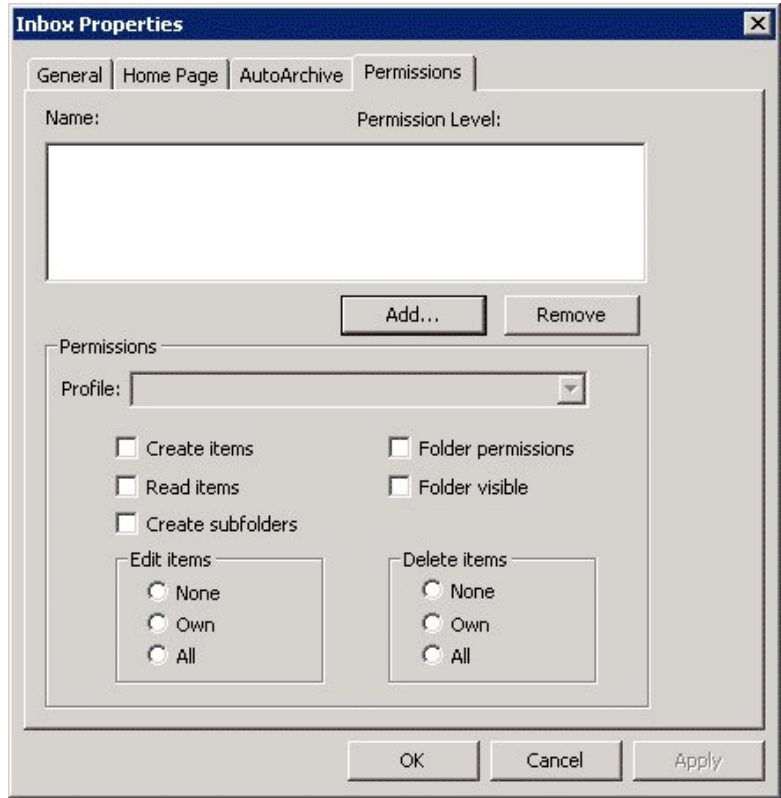 Inbox Properties
General Home Page AutoArchive Permissions
Name: Permission Level:
Add... Remove
Permissions
Profile:
Create items Folder permissions
Read items Folder visible
Create subfolders
Edit items Delete items
None None
Own Own
All All
OK Cancel Apply